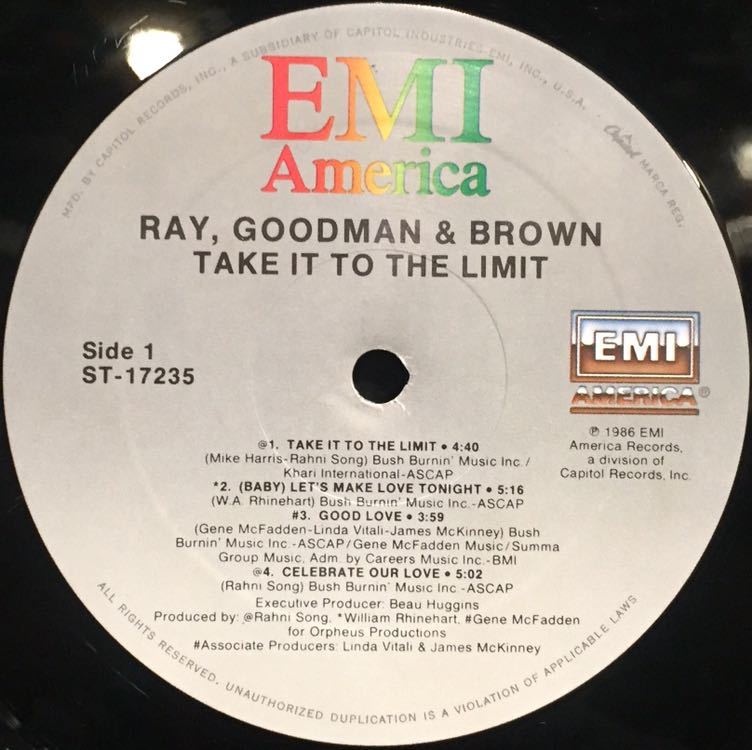 MFD. BY CAPITOL RECORDS, INC., A SUBSIDIARY OF CAPITOL INDUSTRIES-EMI, INC., U.S.A. Capitol MARCA REG.
EMI
America
RAY, GOODMAN & BROWN
TAKE IT TO THE LIMIT
Side 1
ST-17235
EMI
AMERICA®
℗ 1986 EMI
America Records,
a division of
Capitol Records, Inc.
@1. TAKE IT TO THE LIMIT • 4:40
(Mike Harris-Rahni Song) Bush Burnin' Music Inc./
Khari International-ASCAP
*2. (BABY) LET'S MAKE LOVE TONIGHT • 5:16
(W.A. Rhinehart) Bush Burnin' Music Inc.-ASCAP
#3. GOOD LOVE • 3:59
(Gene McFadden-Linda Vitali-James McKinney) Bush
Burnin' Music Inc.-ASCAP/Gene McFadden Music/Summa
Group Music, Adm. by Careers Music Inc.-BMI
@4. CELEBRATE OUR LOVE • 5:02
(Rahni Song) Bush Burnin' Music Inc.-ASCAP
Executive Producer: Beau Huggins
Produced by: @Rahni Song, *William Rhinehart, #Gene McFadden
for Orpheus Productions
#Associate Producers: Linda Vitali & James McKinney
ALL RIGHTS RESERVED. UNAUTHORIZED DUPLICATION IS A VIOLATION OF APPLICABLE LAWS